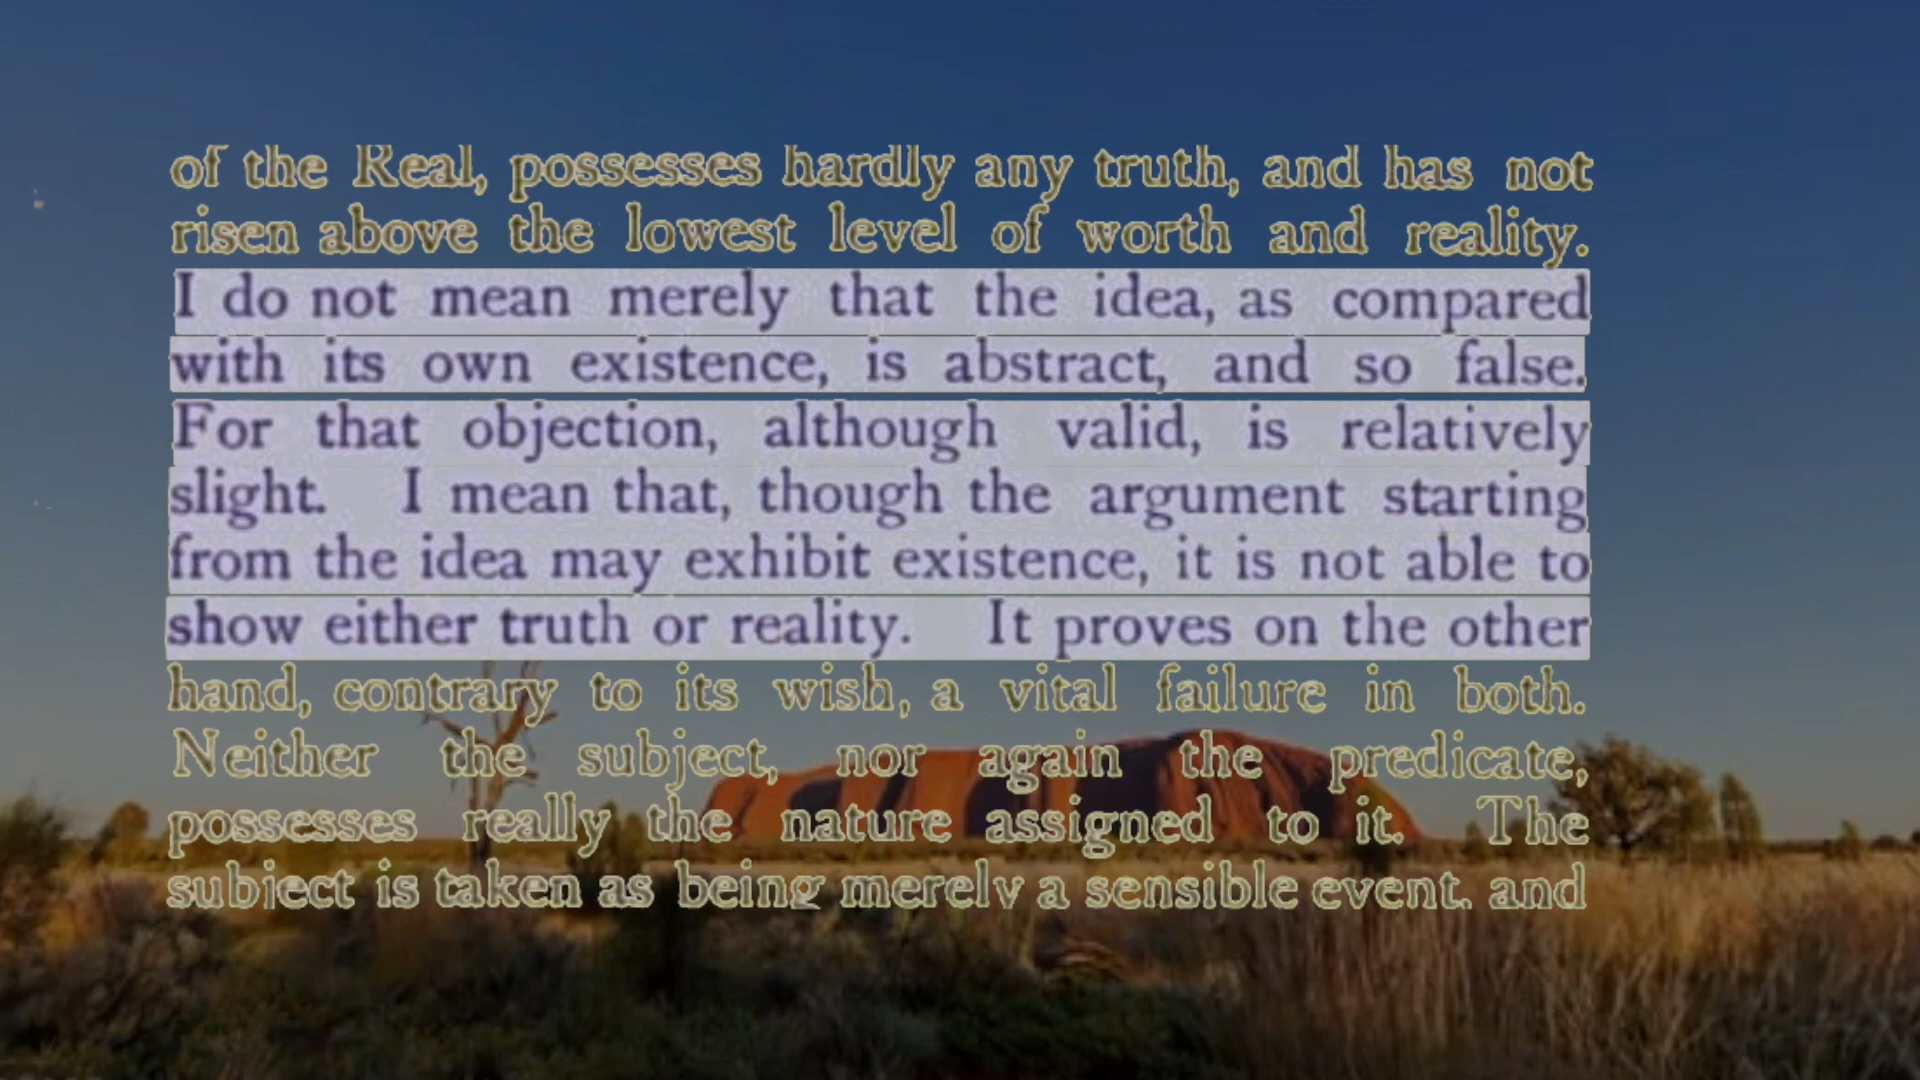 of the Real, possesses hardly any truth, and has not
risen above the lowest level of worth and reality.
I do not mean merely that the idea, as compared
with its own existence, is abstract, and so false.
For that objection, although valid, is relatively
slight. I mean that, though the argument starting
from the idea may exhibit existence, it is not able to
show either truth or reality. It proves on the other
hand, contrary to its wish, a vital failure in both.
Neither the subject, nor again the predicate,
possesses really the nature assigned to it. The
subject is taken as being merely a sensible event, and